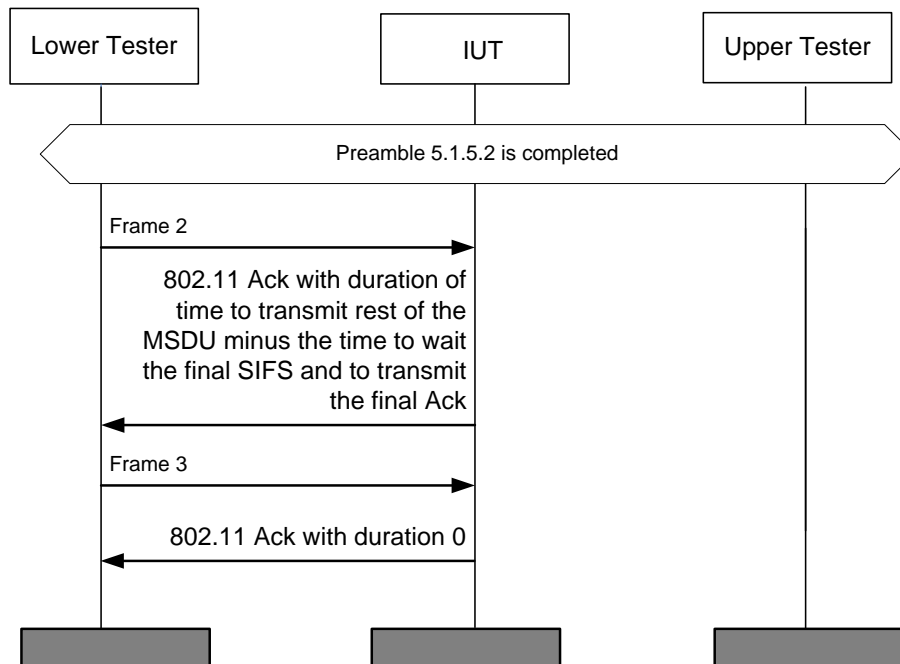 Lower Tester
IUT
Upper Tester
Preamble 5.1.5.2 is completed
Frame 2
802.11 Ack with duration of
time to transmit rest of the
MSDU minus the time to wait
the final SIFS and to transmit
the final Ack
Frame 3
802.11 Ack with duration 0